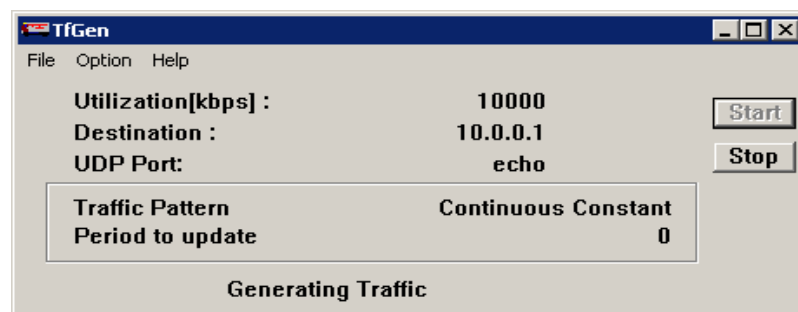 TfGen
File Option Help
Utilization[kbps] : 10000
Destination : 10.0.0.1
UDP Port: echo
Start
Stop
Traffic Pattern Continuous Constant
Period to update 0
Generating Traffic